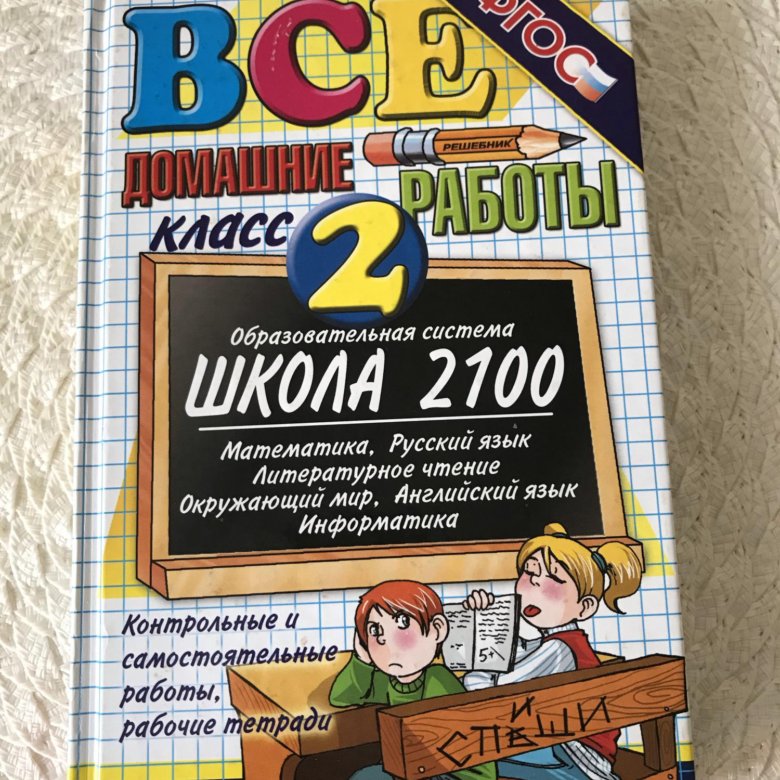 ВСЕ
ФГОС
ДОМАШНИЕ
РЕШЕБНИК
РАБОТЫ
класс 2
Образовательная система
ШКОЛА 2100
Математика, Русский язык
Литературное чтение
Окружающий мир, Английский язык
Информатика
Контрольные и
самостоятельные
работы,
рабочие тетради
5+
СПЕШИ
И